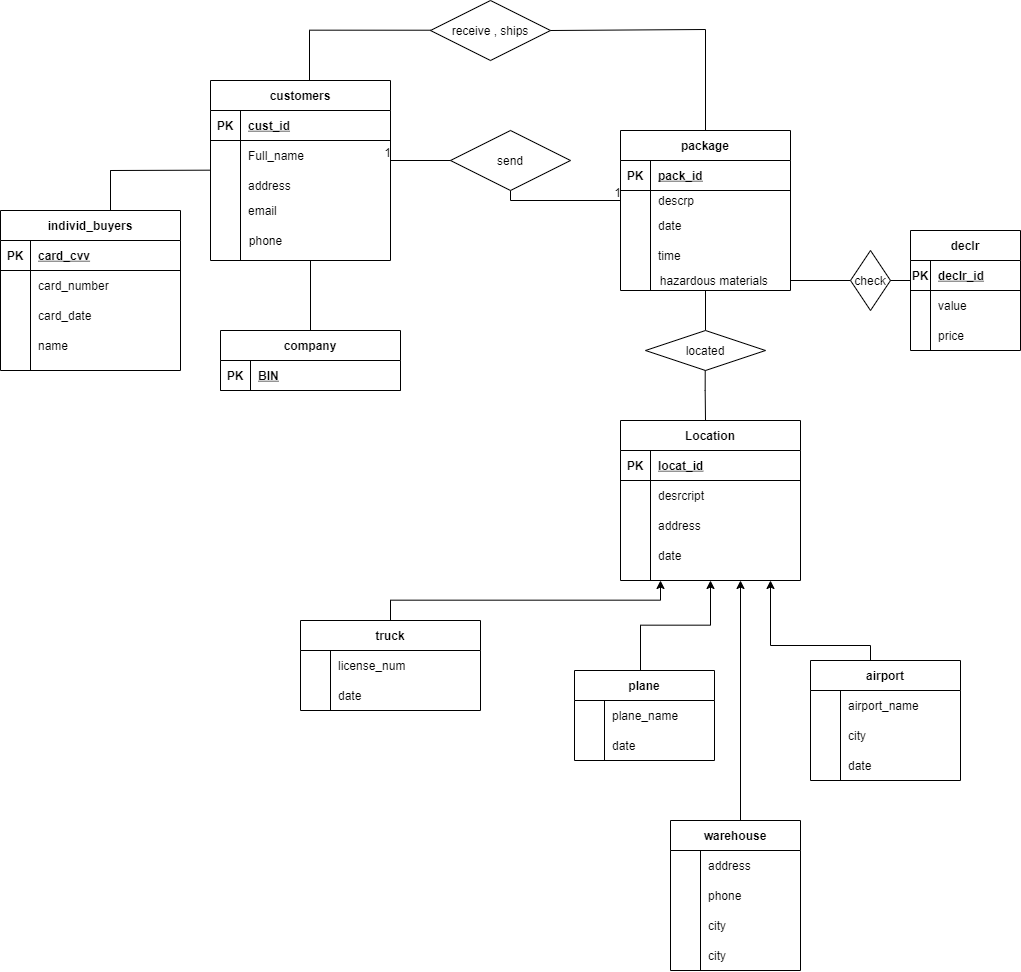 receive , ships
customers
PK cust_id
Full_name
address
email
phone
1
send
1
package
PK pack_id
descrp
date
time
hazardous materials
check
declr
PK declr_id
value
price
individ_buyers
PK card_cvv
card_number
card_date
name
company
PK BIN
located
Location
PK locat_id
desrcript
address
date
truck
license_num
date
plane
plane_name
date
airport
airport_name
city
date
warehouse
address
phone
city
city